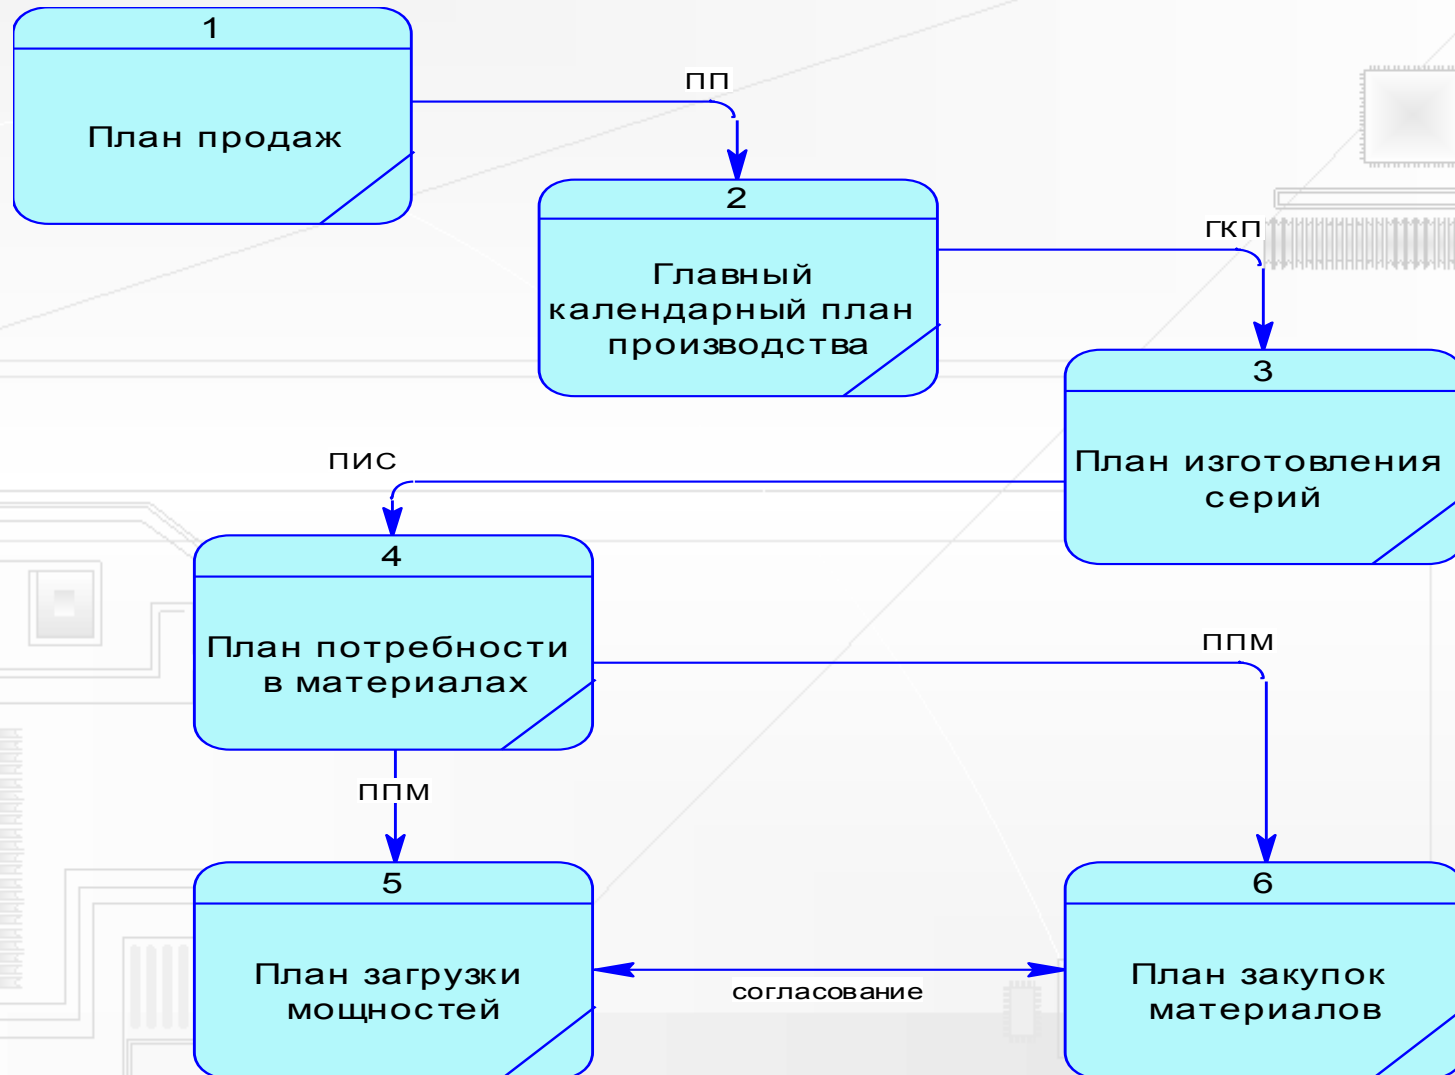 1
План продаж
ПП
2
Главный
календарный план
производства
ГКП
3
План изготовления
серий
ПИС
4
План потребности
в материалах
ППМ
ППМ
5
План загрузки
мощностей
согласование
6
План закупок
материалов